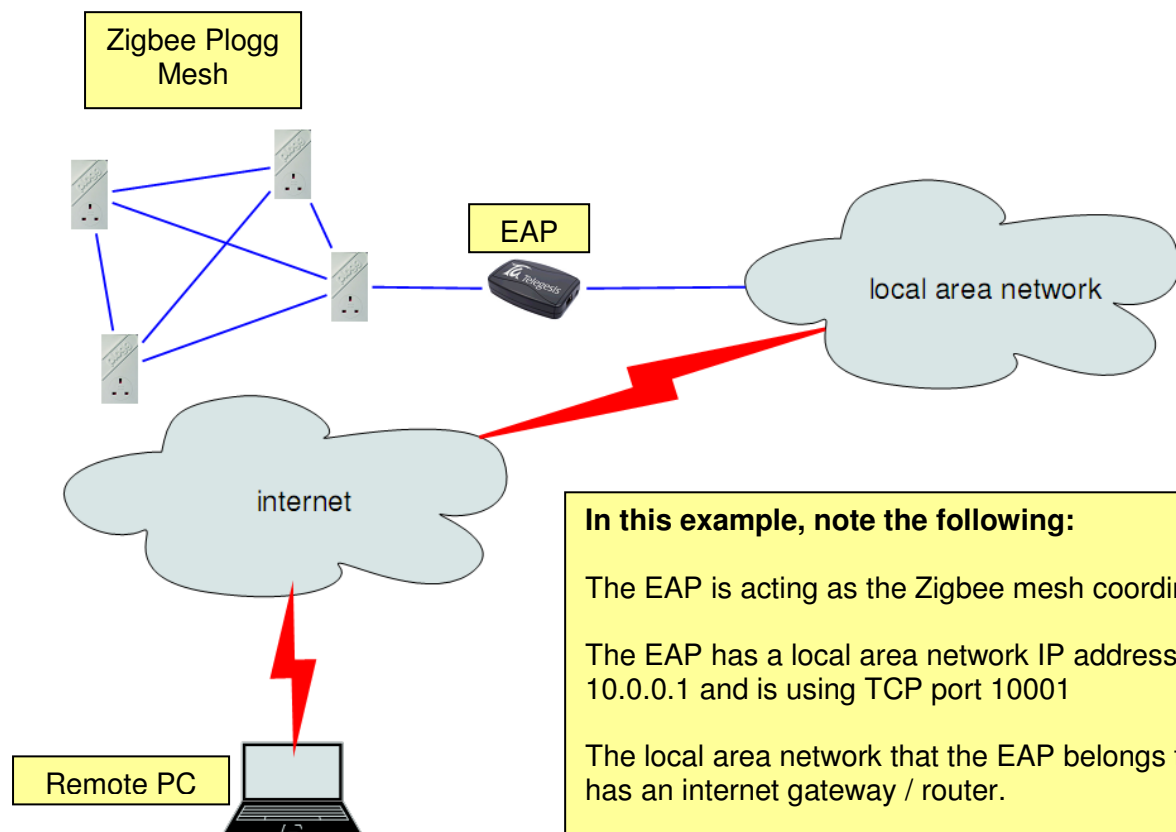 Zigbee Plogg
Mesh
EAP
Telegesis
local area network
internet
In this example, note the following:
The EAP is acting as the Zigbee mesh
The EAP has a local area network IP address
10.0.0.1 and is using TCP port 10001
The local area network that the EAP belongs
has an internet gateway / router.
Remote PC